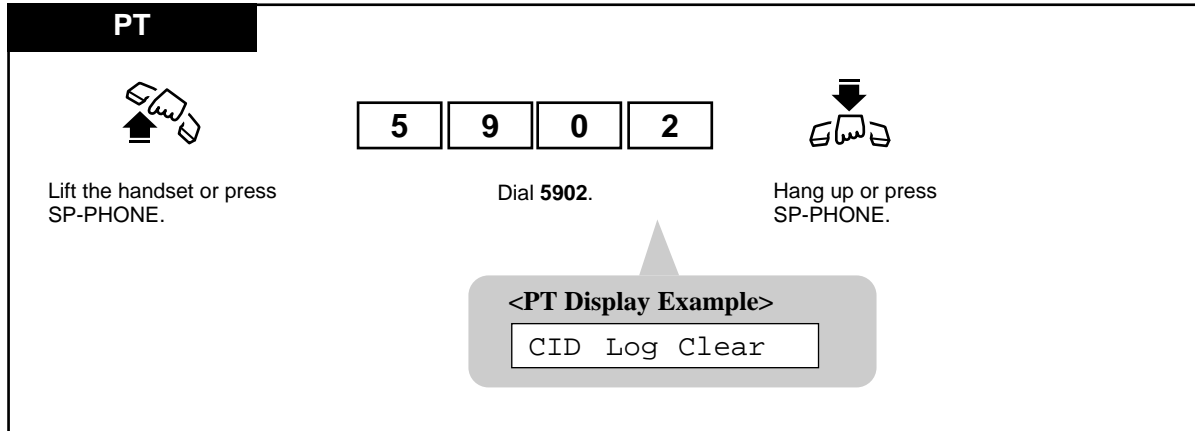 PT
5 9 0 2
Lift the handset or press
SP-PHONE.
Dial 5902.
Hang up or press
SP-PHONE.
<PT Display Example>
CID Log Clear